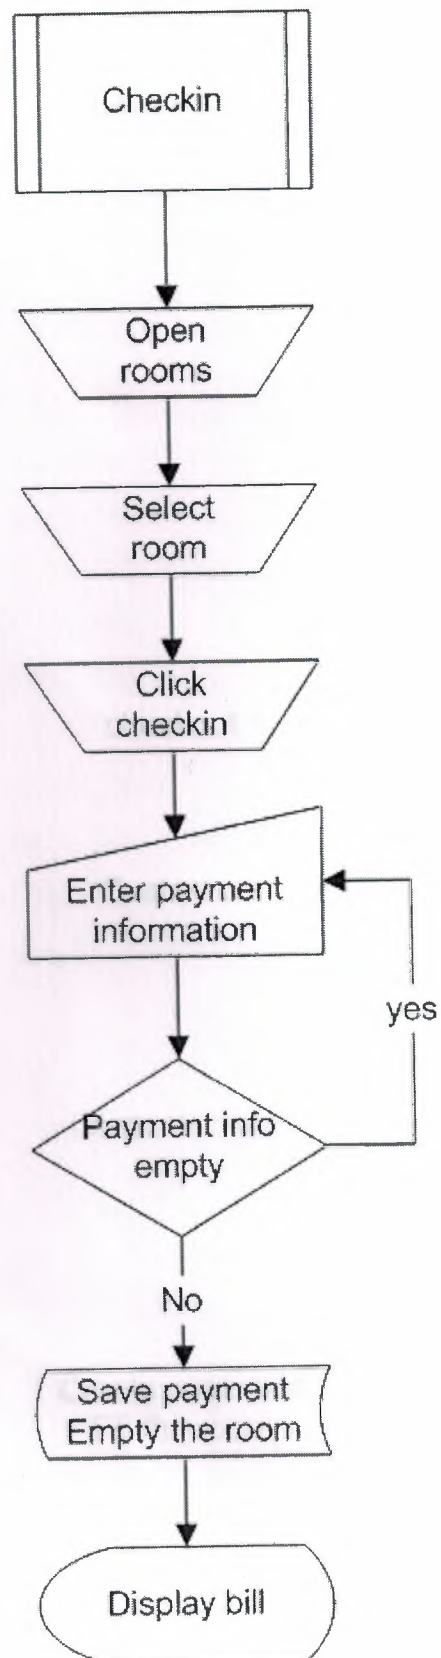 Checkin
Open
rooms
Select
room
Click
checkin
Enter payment
information
yes
Payment info
empty
No
Save payment
Empty the room
Display bill